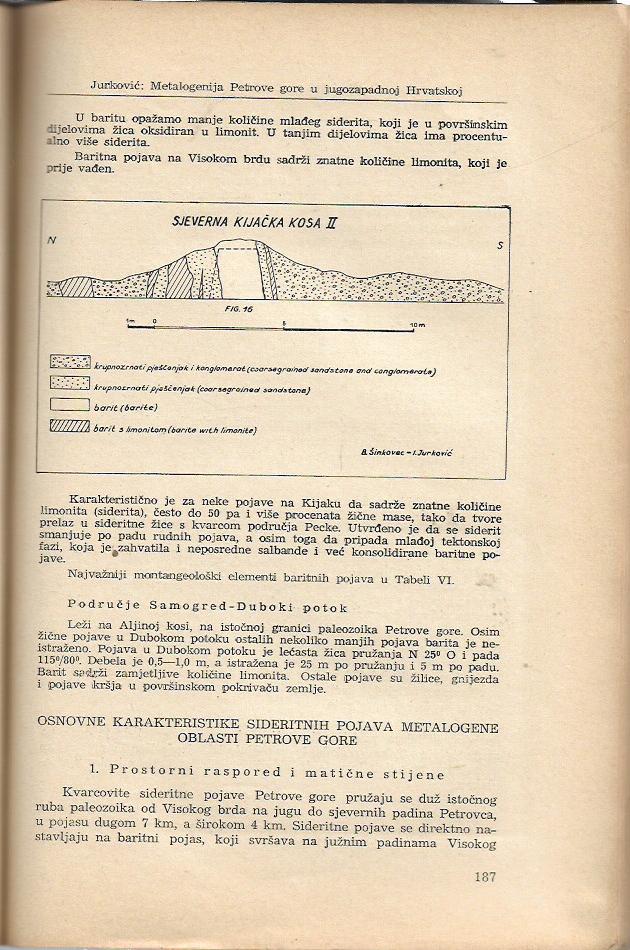 Jurković: Metalogenija Petrove gore u jugozapadnoj Hrvatskoj
U baritu opažamo manje količine mlađeg siderita, koji je u površinskim
dijelovima žica oksidiran u limonit. U tanjim dijelovima žica ima procentu-
alno više siderita.
Baritna pojava na Visokom brdu sadrži znatne količine limonita, koji je
prije vađen.
SJEVERNA KIJAČKA KOSA II
N
S
FIG. 16
1m 0 5 10m
krupnozrnati pješčenjak i konglomerat (coarsegrained sandstone and conglomerate)
krupnozrnati pješčenjak (coarsegrained sandstone)
barit (barite)
barit s limonitom (barite with limonite)
B. Šinkovec – I. Jurković
Karakteristično je za neke pojave na Kijaku da sadrže znatne količine
limonita (siderita), često do 50 pa i više procenata žične mase, tako da tvore
prelaz u sideritne žice s kvarcom područja Pecke. Utvrđeno je da se siderit
smanjuje po padu rudnih pojava, a osim toga da pripada mlađoj tektonskoj
fazi, koja je zahvatila i neposredne salbande i već konsolidirane baritne po-
jave.
Najvažniji montangeološki elementi baritnih pojava u Tabeli VI.
Područje Samogred-Duboki potok
Leži na Aljinoj kosi, na istočnoj granici paleozoika Petrove gore. Osim
žične pojave u Dubokom potoku ostalih nekoliko manjih pojava barita je ne-
istraženo. Pojava u Dubokom potoku je lećasta žica pružanja N 25⁰ O i pada
115⁰/80⁰. Debela je 0,5—1,0 m, a istražena je 25 m po pružanju i 5 m po padu.
Barit sadrži zamjetljive količine limonita. Ostale pojave su žilice, gnijezda
i pojave kršja u površinskom pokrivaču zemlje.
OSNOVNE KARAKTERISTIKE SIDERITNIH POJAVA METALOGENE
OBLASTI PETROVE GORE
1. Prostorni raspored i matične stijene
Kvarcovite sideritne pojave Petrove gore pružaju se duž istočnog
ruba paleozoika od Visokog brda na jugu do sjevernih padina Petrovca,
u pojasu dugom 7 km, a širokom 4 km. Sideritne pojave se direktno na-
stavljaju na baritni pojas, koji svršava na južnim padinama Visokog
187